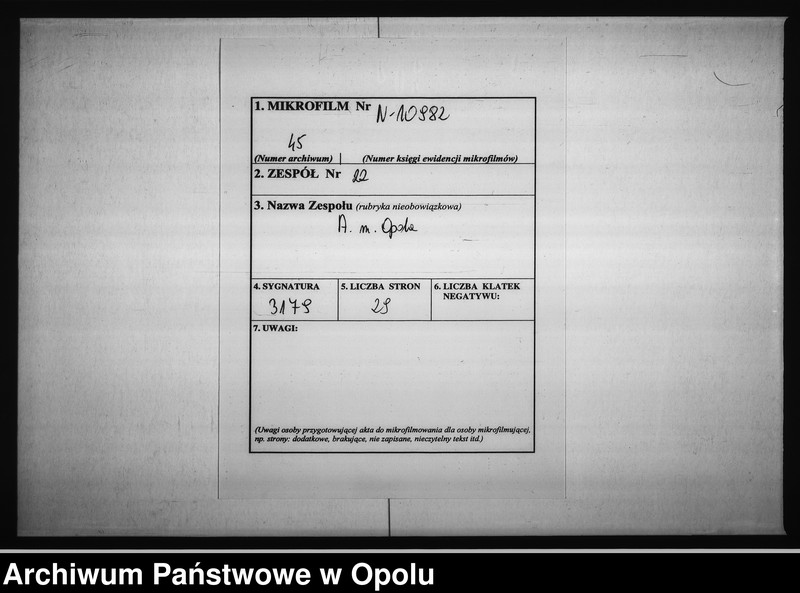 1. MIKROFILM Nr N-10982
45
(Numer archiwum) | (Numer księgi ewidencji mikrofilmów)
2. ZESPÓŁ Nr 22
3. Nazwa Zespołu (rubryka nieobowiązkowa)
A. m. Opola
4. SYGNATURA 5. LICZBA STRON 6. LICZBA KLATEK
NEGATYWU:
3179 29
7. UWAGI:
(Uwagi osoby przygotowującej akta do mikrofilmowania dla osoby mikrofilmującej,
np. strony: dodatkowe, brakujące, nie zapisane, nieczytelny tekst itd.)
Archiwum Państwowe w Opolu